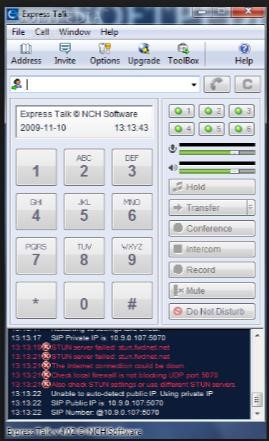 Express Talk
File Call Window Help
Address Invite Options Upgrade ToolBox Help
C
Express Talk © NCH Software
2009-11-10 13:13:43
1 2 3
4 5 6
ABC DEF
1 2 3
GHI JKL MNO
4 5 6
PQRS TUV WXYZ
7 8 9
* 0 #
Hold
Transfer
Conference
Intercom
Record
Mute
Do Not Disturb
13:13:17
13:13:17 SIP Private IP is: 10.9.0.107:5070
13:13:19 STUN server failed: stun.fwdnet.net
13:13:21 STUN server failed: stun.fwdnet.net
13:13:21 The Internet connection could be down
13:13:21 Check local firewall is not blocking UDP port 5070
13:13:21 Also check STUN settings or use different STUN servers
13:13:22 Unable to auto-detect public IP. Using private IP
13:13:22 SIP Public IP is: 10.9.0.107:5070
13:13:22 SIP Number: @10.9.0.107:5070
Express Talk v 4.02 © NCH Software